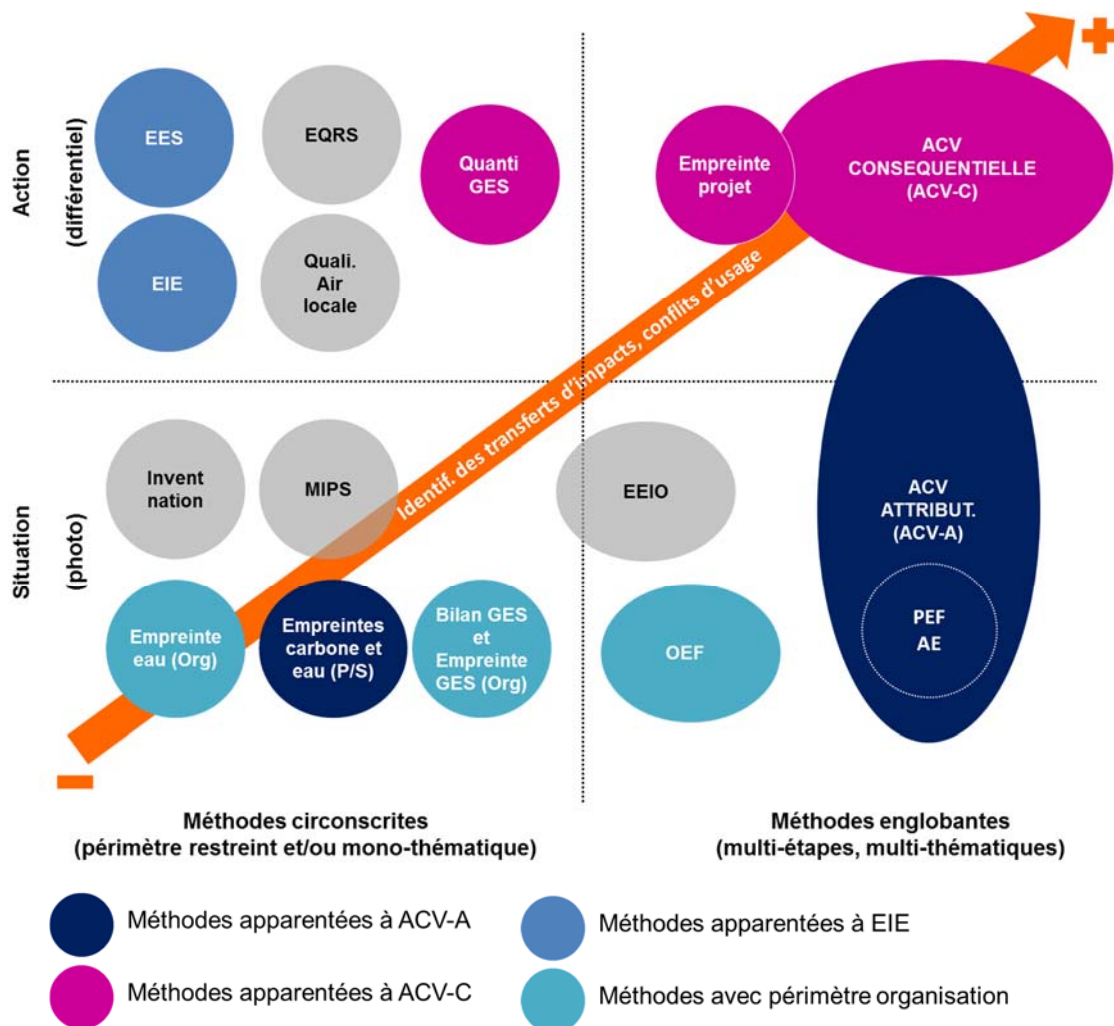 +
Action
(différentiel)
EES
EQRS
Quanti
GES
Empreinte
projet
ACV
CONSEQUENTIELLE
(ACV-C)
EIE
Quali.
Air
locale
Identif. des transferts d'impacts, conflits d'usage
Situation
(photo)
Invent
nation
MIPS
EEIO
ACV
ATTRIBUT.
(ACV-A)
Empreinte
eau (Org)
Empreintes
carbone et
eau (P/S)
Bilan GES
et
Empreinte
GES (Org)
OEF
PEF
AE
-
Méthodes circonscrites
(périmètre restreint et/ou mono-thématique)
Méthodes englobantes
(multi-étapes, multi-thématiques)
Méthodes apparentées à ACV-A
Méthodes apparentées à EIE
Méthodes apparentées à ACV-C
Méthodes avec périmètre organisation